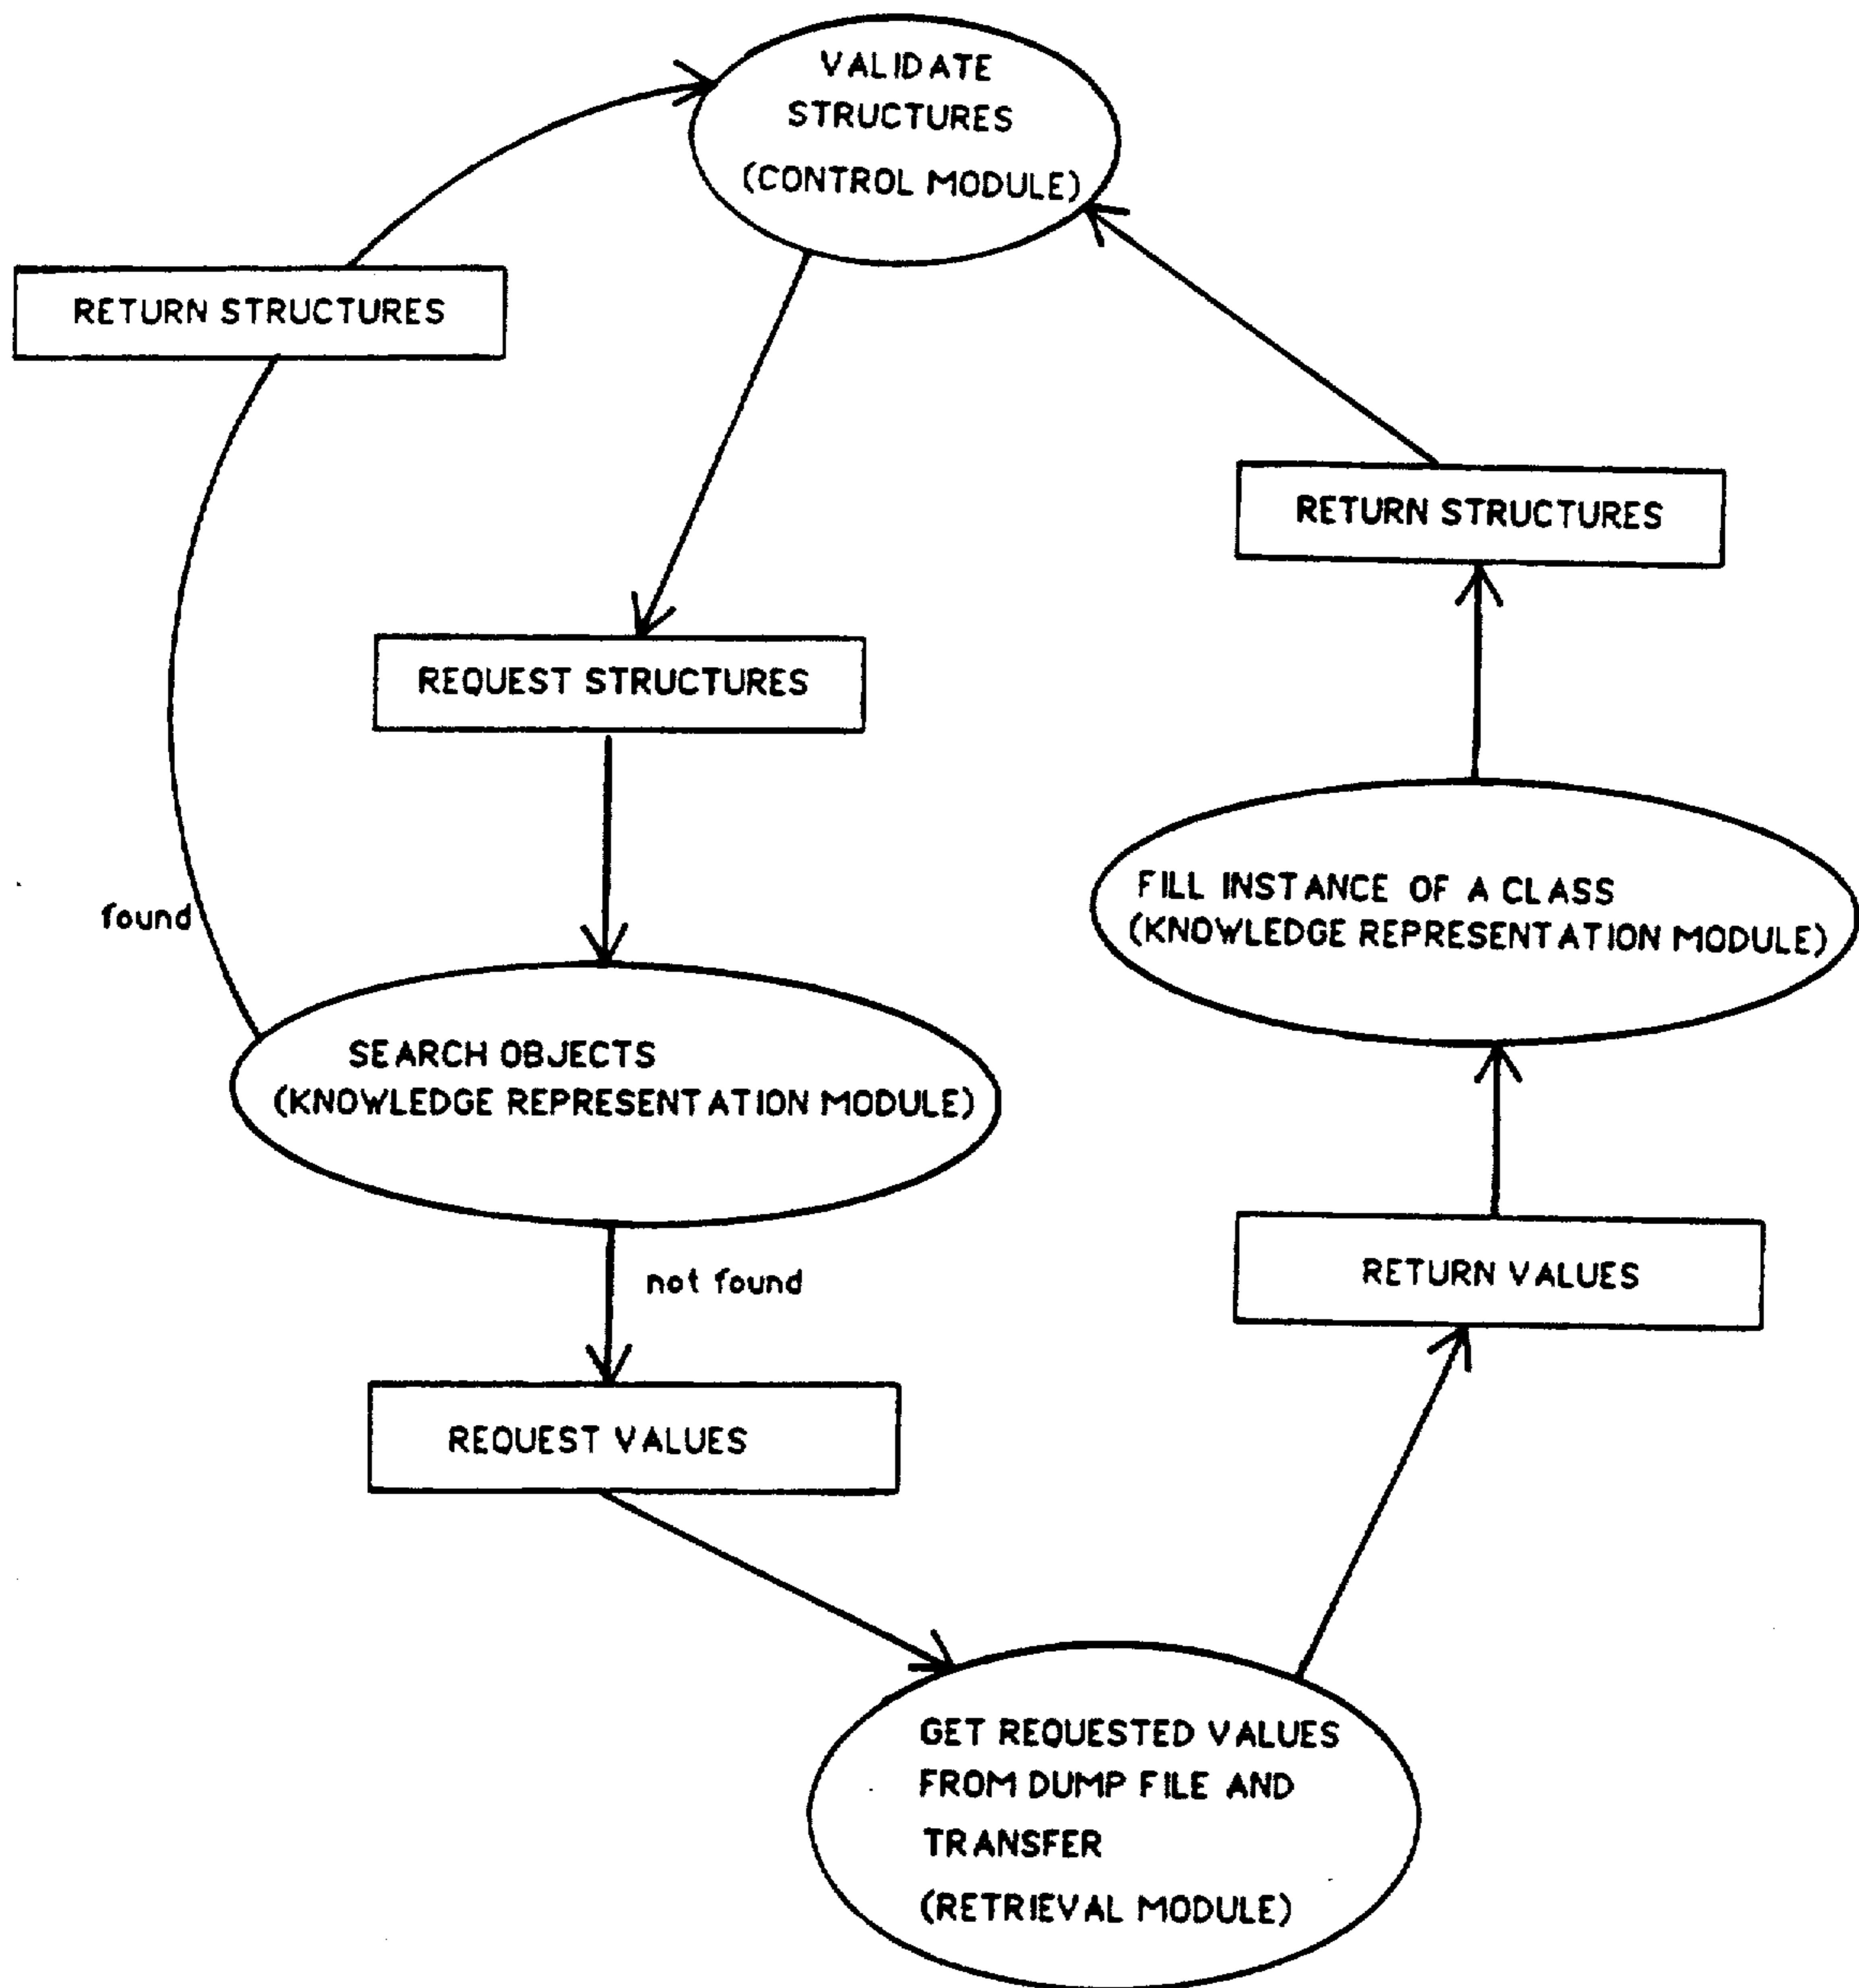 VALIDATE
STRUCTURES
(CONTROL MODULE)
RETURN STRUCTURES
RETURN STRUCTURES
REQUEST STRUCTURES
FILL INSTANCE OF A CLASS
(KNOWLEDGE REPRESENTATION MODULE)
found
SEARCH OBJECTS
(KNOWLEDGE REPRESENTATION MODULE)
not found
RETURN VALUES
REQUEST VALUES
GET REQUESTED VALUES
FROM DUMP FILE AND
TRANSFER
(RETRIEVAL MODULE)